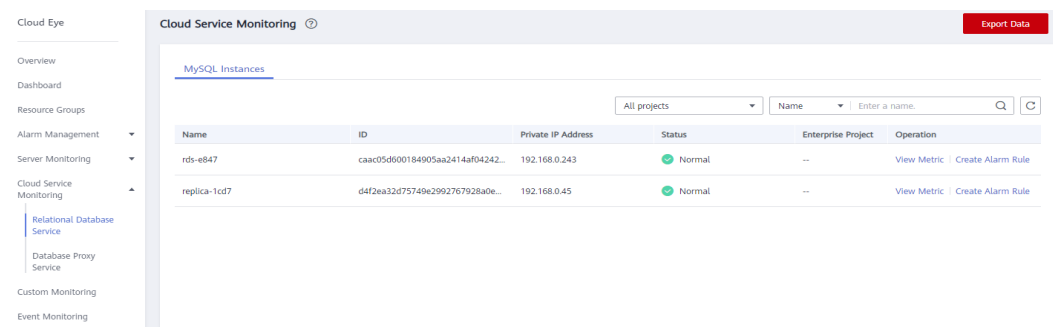 Cloud Eye
Overview
Dashboard
Resource Groups
Alarm Management
Server Monitoring
Cloud Service
Monitoring
Relational Database
Service
Database Proxy
Service
Custom Monitoring
Event Monitoring
Cloud Service Monitoring ?
Export Data
MySQL Instances
All projects Name Enter a name.
Name ID Private IP Address Status Enterprise Project Operation
rds-e847 caac05d600184905aa2414af04242... 192.168.0.243 Normal -- View Metric Create Alarm Rule
replica-1cd7 d4f2ea32d75749e2992767928a0e... 192.168.0.45 Normal -- View Metric Create Alarm Rule